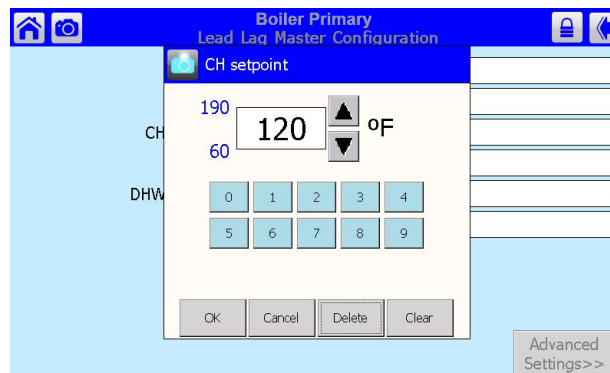 Boiler Primary
Lead Lag Master Configuration
CH setpoint
190
120
ºF
60
CH
DHW
0 1 2 3 4
5 6 7 8 9
OK Cancel Delete Clear
Advanced
Settings>>